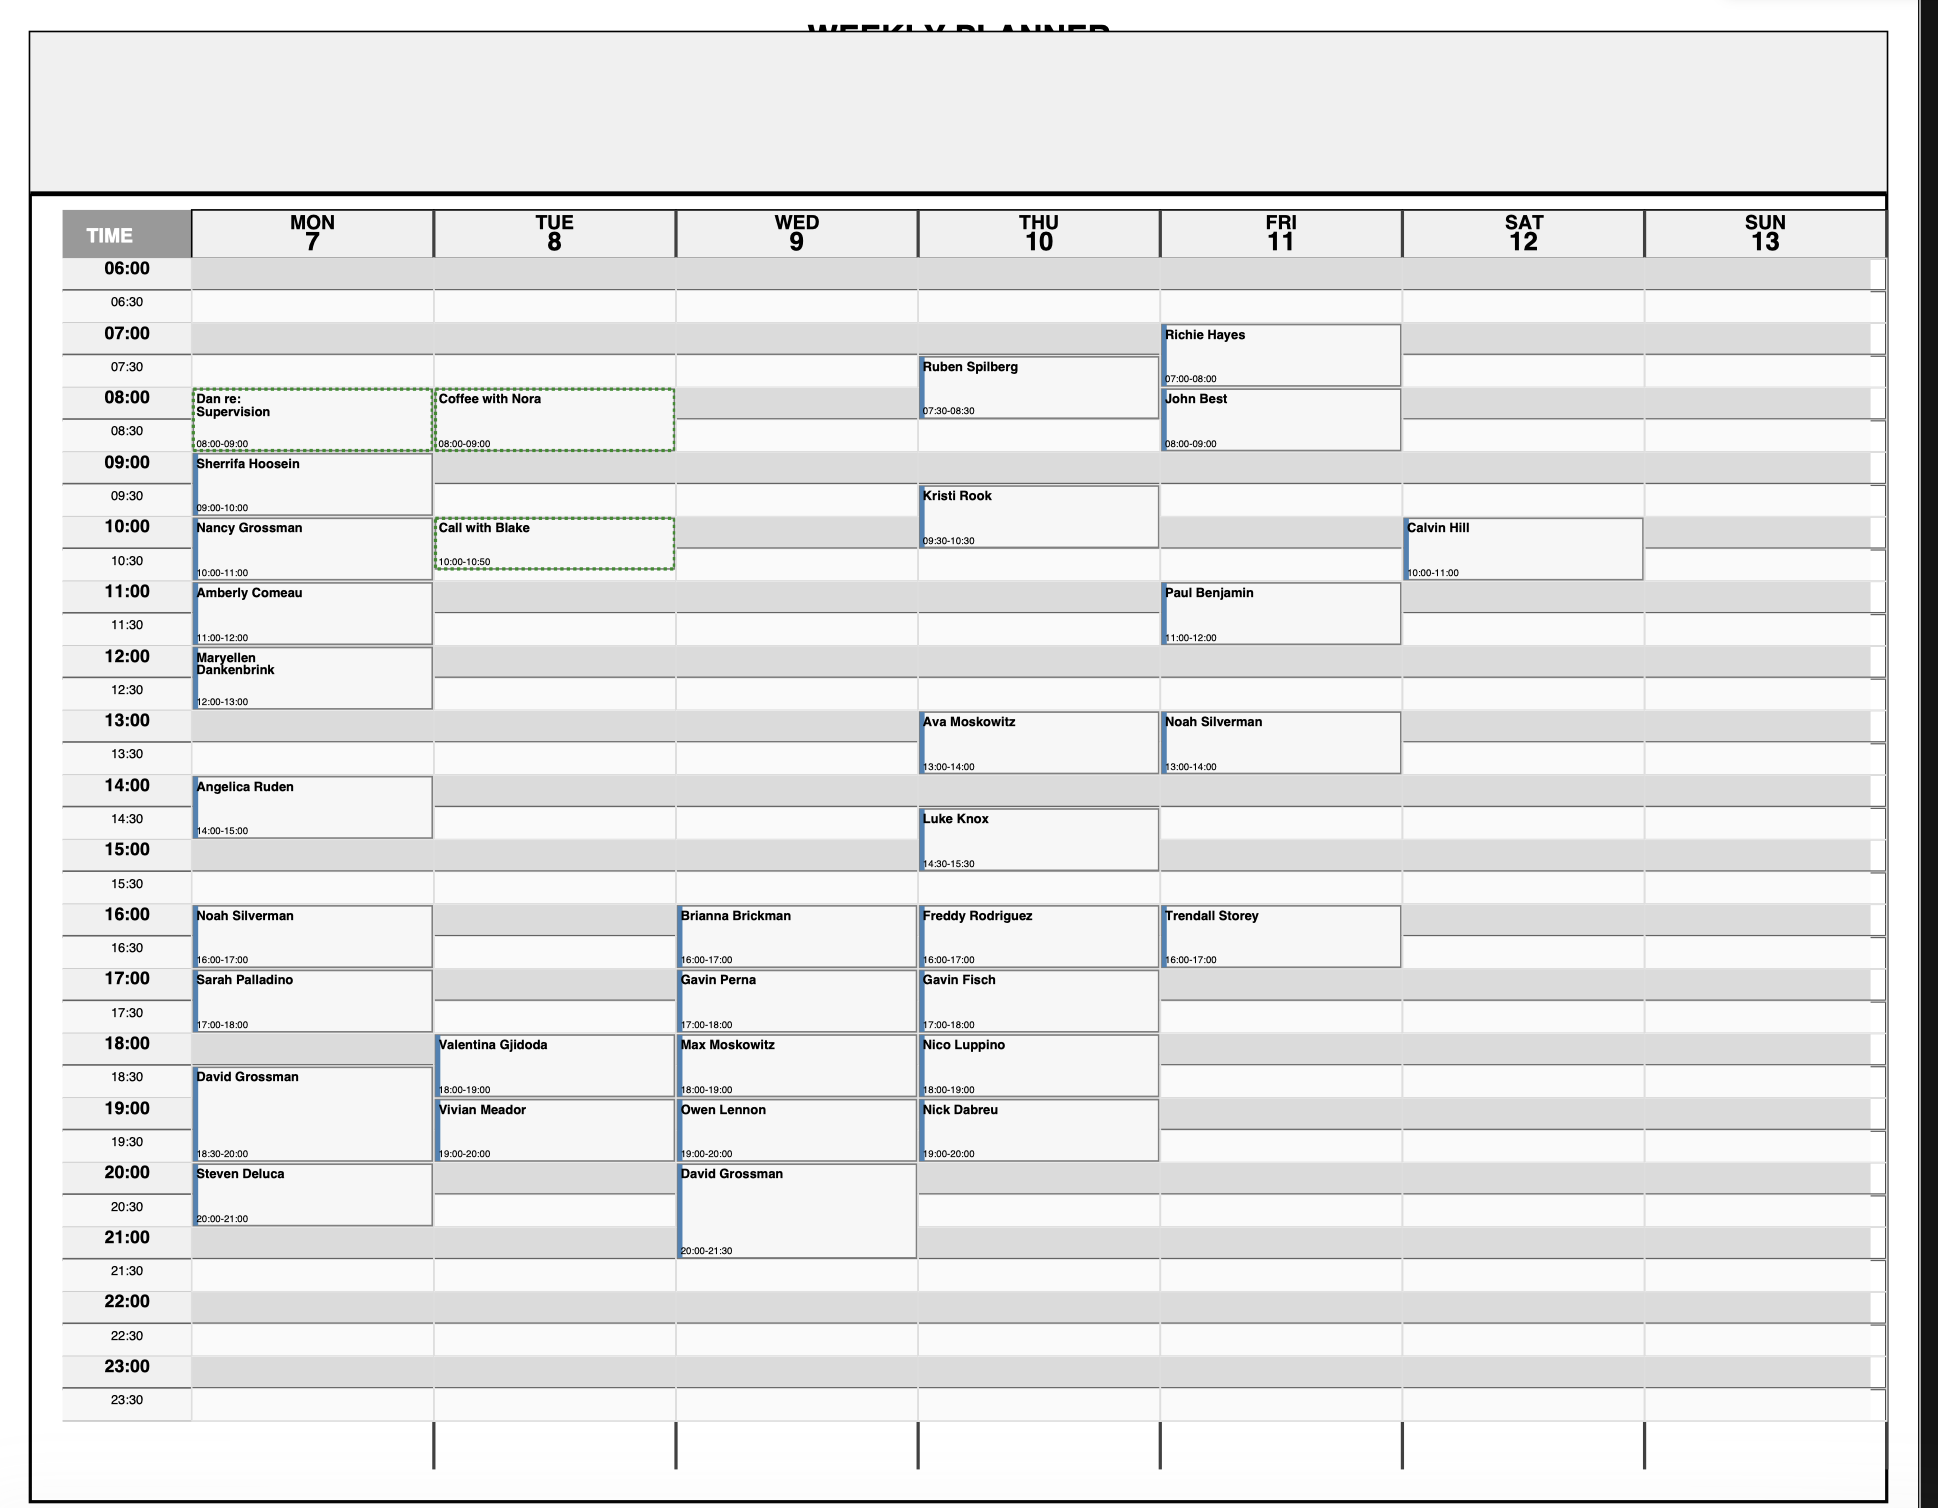 WEEKLY PLANNER
TIME
MON
7
TUE
8
WED
9
THU
10
FRI
11
SAT
12
SUN
13
06:00
06:30
07:00
Richie Hayes
07:00-08:00
07:30
Ruben Spilberg
07:30-08:30
08:00
Dan re:
Supervision
08:00-09:00
Coffee with Nora
08:00-09:00
John Best
08:00-09:00
08:30
09:00
Sherrifa Hoosein
09:00-10:00
09:30
Kristi Rook
09:30-10:30
10:00
Nancy Grossman
10:00-11:00
Call with Blake
10:00-10:50
Calvin Hill
10:00-11:00
10:30
11:00
Amberly Comeau
11:00-12:00
Paul Benjamin
11:00-12:00
11:30
12:00
Maryellen
Dankenbrink
12:00-13:00
12:30
13:00
Ava Moskowitz
13:00-14:00
Noah Silverman
13:00-14:00
13:30
14:00
Angelica Ruden
14:00-15:00
14:30
Luke Knox
14:30-15:30
15:00
15:30
16:00
Noah Silverman
16:00-17:00
Brianna Brickman
16:00-17:00
Freddy Rodriguez
16:00-17:00
Trendall Storey
16:00-17:00
16:30
17:00
Sarah Palladino
17:00-18:00
Gavin Perna
17:00-18:00
Gavin Fisch
17:00-18:00
17:30
18:00
Valentina Gjidoda
18:00-19:00
Max Moskowitz
18:00-19:00
Nico Luppino
18:00-19:00
18:30
David Grossman
18:30-20:00
19:00
Vivian Meador
19:00-20:00
Owen Lennon
19:00-20:00
Nick Dabreu
19:00-20:00
19:30
20:00
Steven Deluca
20:00-21:00
David Grossman
20:00-21:30
20:30
21:00
21:30
22:00
22:30
23:00
23:30